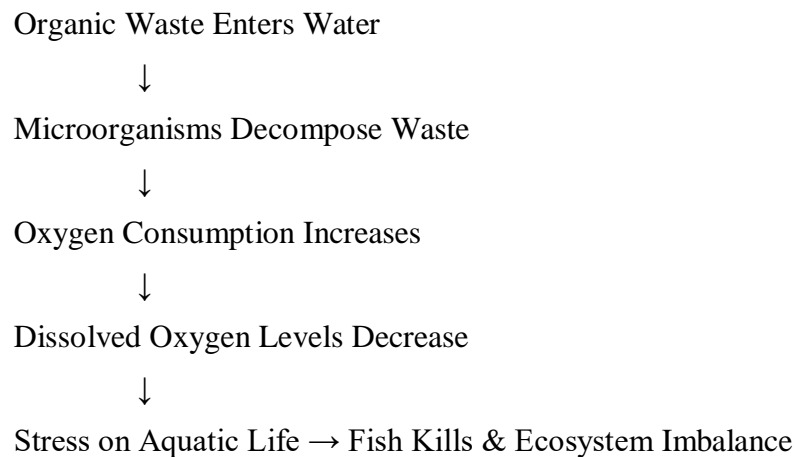 Organic Waste Enters Water
↓
Microorganisms Decompose Waste
↓
Oxygen Consumption Increases
↓
Dissolved Oxygen Levels Decrease
↓
Stress on Aquatic Life → Fish Kills & Ecosystem Imbalance